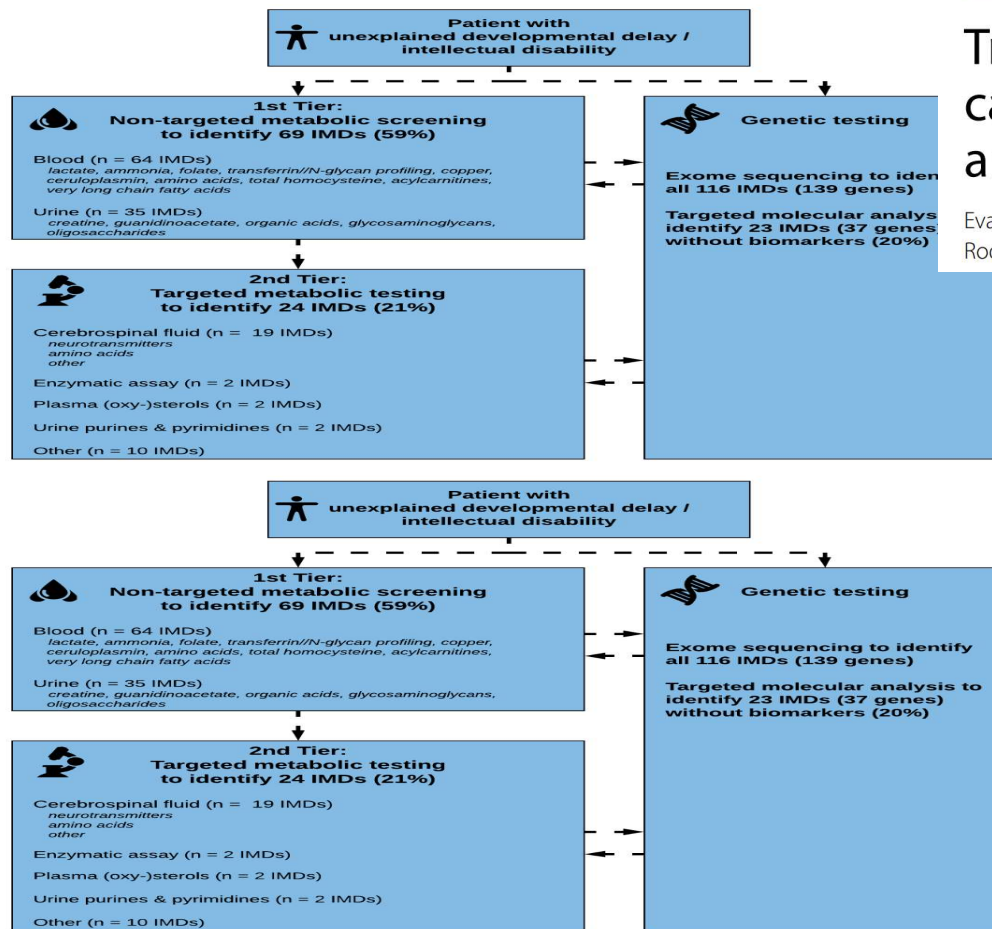 Patient with
unexplained developmental delay /
intellectual disability
1st Tier:
Non-targeted metabolic screening
to identify 69 IMDs (59%)
Blood (n = 64 IMDs)
lactate, ammonia, folate, transferrin//N-glycan profiling, copper,
ceruloplasmin, amino acids, total homocysteine, acylcarnitines,
very long chain fatty acids
Urine (n = 35 IMDs)
creatine, guanidinoacetate, organic acids, glycosaminoglycans,
oligosaccharides
Genetic testing
Exome sequencing to
all 116 IMDs (139 genes)
Targeted molecular
identify 23 IMDs (37 genes)
without biomarkers (20%)
a
2nd Tier:
Targeted metabolic testing
to identify 24 IMDs (21%)
Cerebrospinal fluid (n = 19 IMDs)
neurotransmitters
amino acids
other
Enzymatic assay (n = 2 IMDs)
Plasma (oxy-)sterols (n = 2 IMDs)
Urine purines & pyrimidines (n = 2 IMDs)
Other (n = 10 IMDs)
Patient with
unexplained developmental delay /
intellectual disability
1st Tier:
Non-targeted metabolic screening
to identify 69 IMDs (59%)
Blood (n = 64 IMDs)
lactate, ammonia, folate, transferrin//N-glycan profiling, copper,
ceruloplasmin, amino acids, total homocysteine, acylcarnitines,
very long chain fatty acids
Urine (n = 35 IMDs)
creatine, guanidinoacetate, organic acids, glycosaminoglycans,
oligosaccharides
Genetic testing
Exome sequencing to identify
all 116 IMDs (139 genes)
Targeted molecular analysis to
identify 23 IMDs (37 genes)
without biomarkers (20%)
2nd Tier:
Targeted metabolic testing
to identify 24 IMDs (21%)
Cerebrospinal fluid (n = 19 IMDs)
neurotransmitters
amino acids
other
Enzymatic assay (n = 2 IMDs)
Plasma (oxy-)sterols (n = 2 IMDs)
Urine purines & pyrimidines (n = 2 IMDs)
Other (n = 10 IMDs)